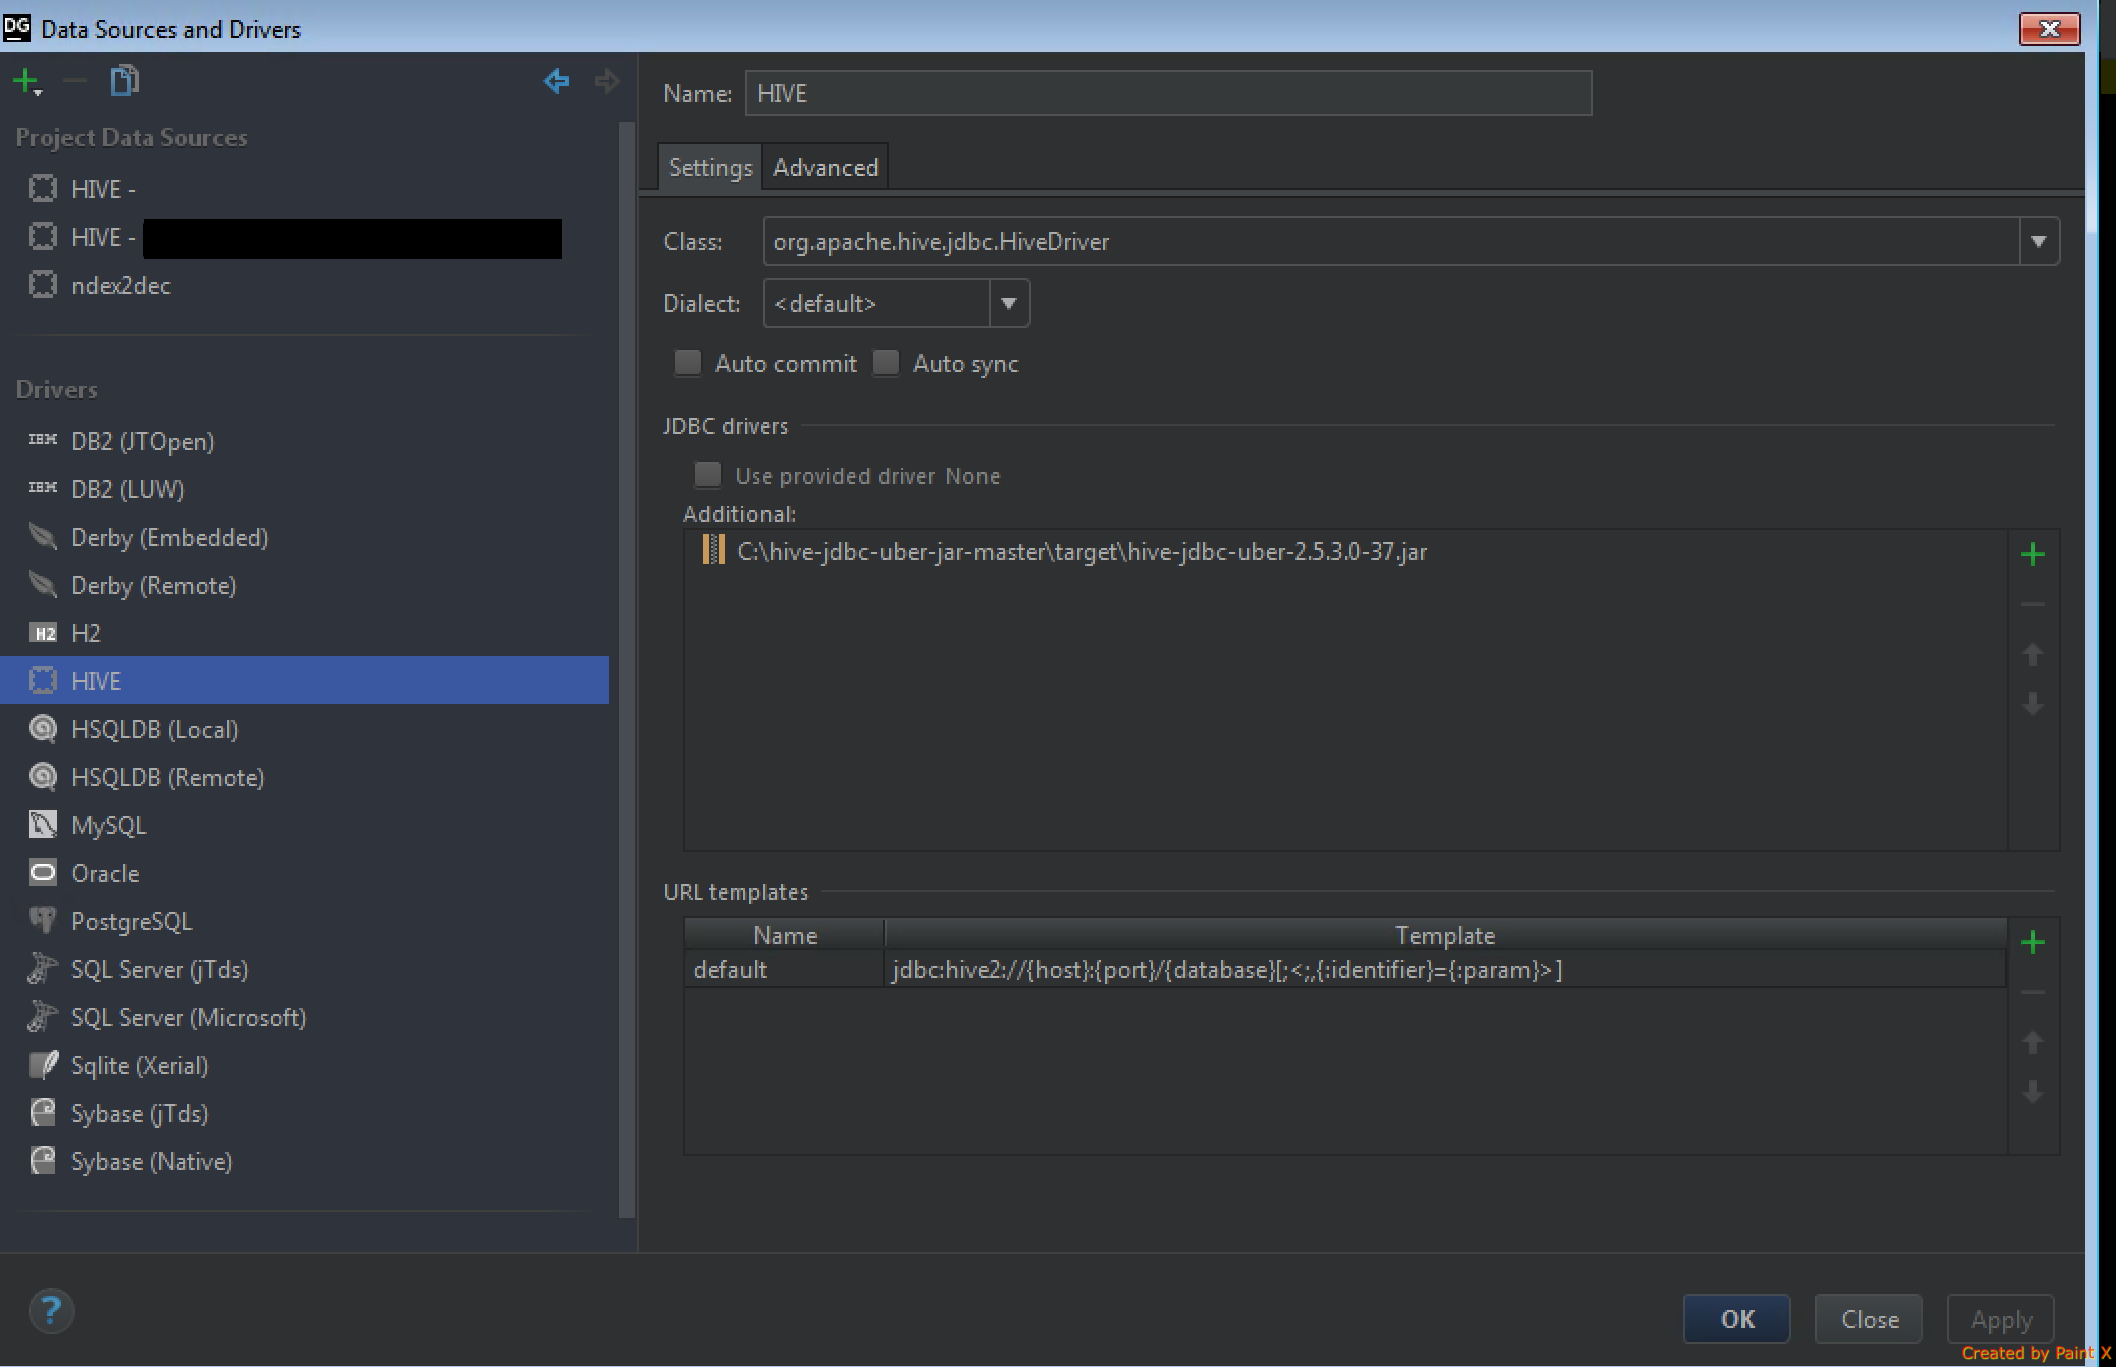 DG Data Sources and Drivers
Project Data Sources
HIVE -
HIVE -
ndex2dec
Drivers
IBM DB2 (JTOpen)
IBM DB2 (LUW)
Derby (Embedded)
Derby (Remote)
H2 H2
HIVE
HSQLDB (Local)
HSQLDB (Remote)
MySQL
Oracle
PostgreSQL
SQL Server (jTds)
SQL Server (Microsoft)
Sqlite (Xerial)
Sybase (jTds)
Sybase (Native)
Name: HIVE
Settings Advanced
Class: org.apache.hive.jdbc.HiveDriver
Dialect: <default>
Auto commit Auto sync
JDBC drivers
Use provided driver None
Additional:
C:\hive-jdbc-uber-jar-master\target\hive-jdbc-uber-2.5.3.0-37.jar
URL templates
Name Template
default jdbc:hive2://{host}:{port}/{database}[;<;,{:identifier}={:param}>]
? OK Close Apply
Created by Paint X